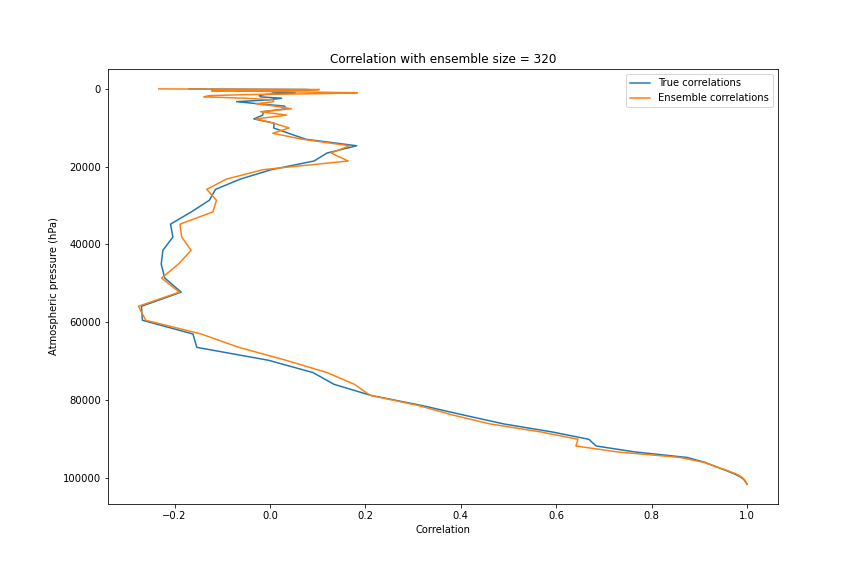 Correlation with ensemble size = 320
True correlations
Ensemble correlations
0
20000
40000
60000
80000
100000
Atmospheric pressure (hPa)
−0.2 0.0 0.2 0.4 0.6 0.8 1.0
Correlation